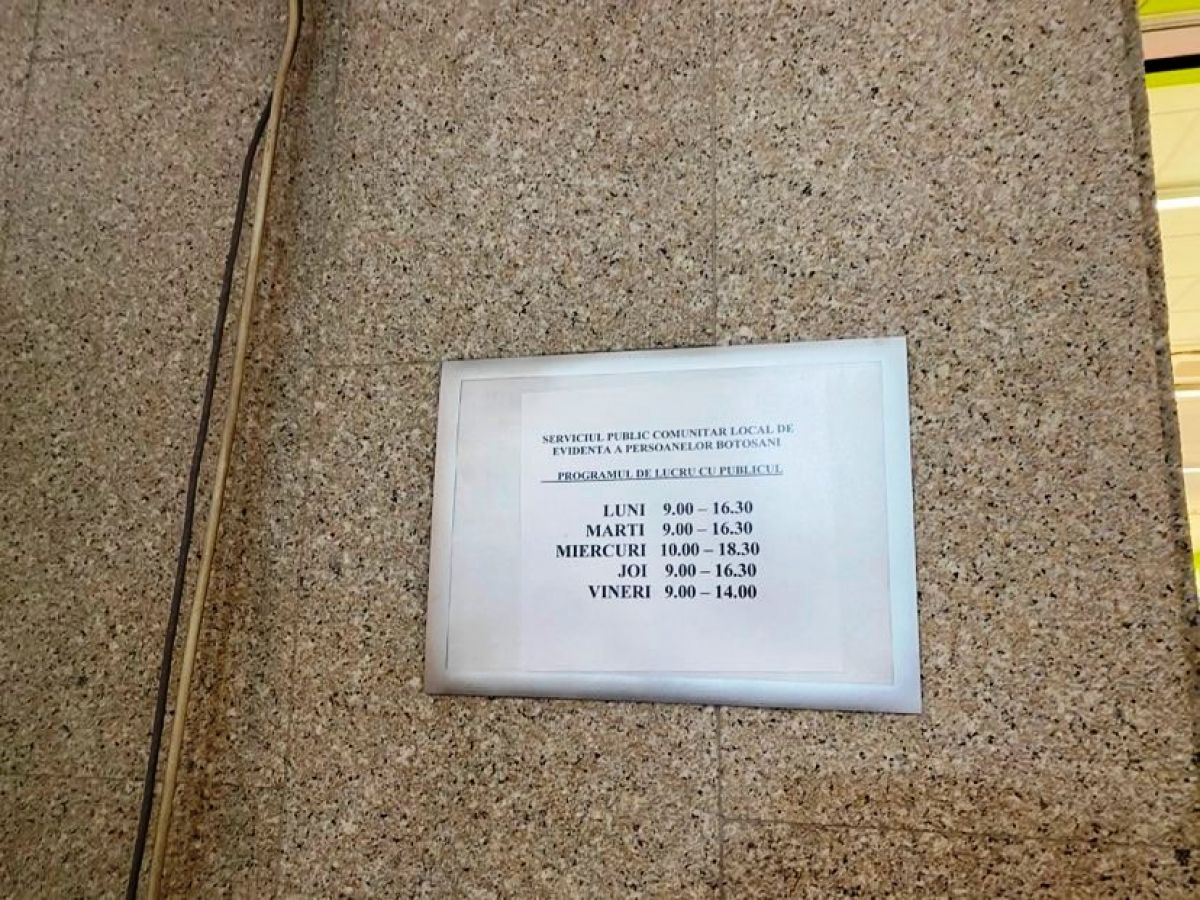 SERVICIUL PUBLIC COMUNITAR LOCAL DE
EVIDENTA A PERSOANELOR BOTOSANI
PROGRAMUL DE LUCRU CU PUBLICUL
LUNI 9.00 – 16.30
MARTI 9.00 – 16.30
MIERCURI 10.00 – 18.30
JOI 9.00 – 16.30
VINERI 9.00 – 14.00